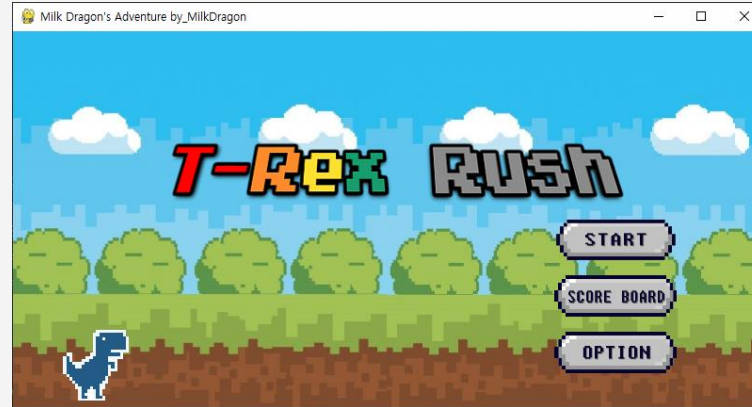 Milk Dragon's Adventure by_MilkDragon
T-Rex Rush
START
SCORE BOARD
OPTION